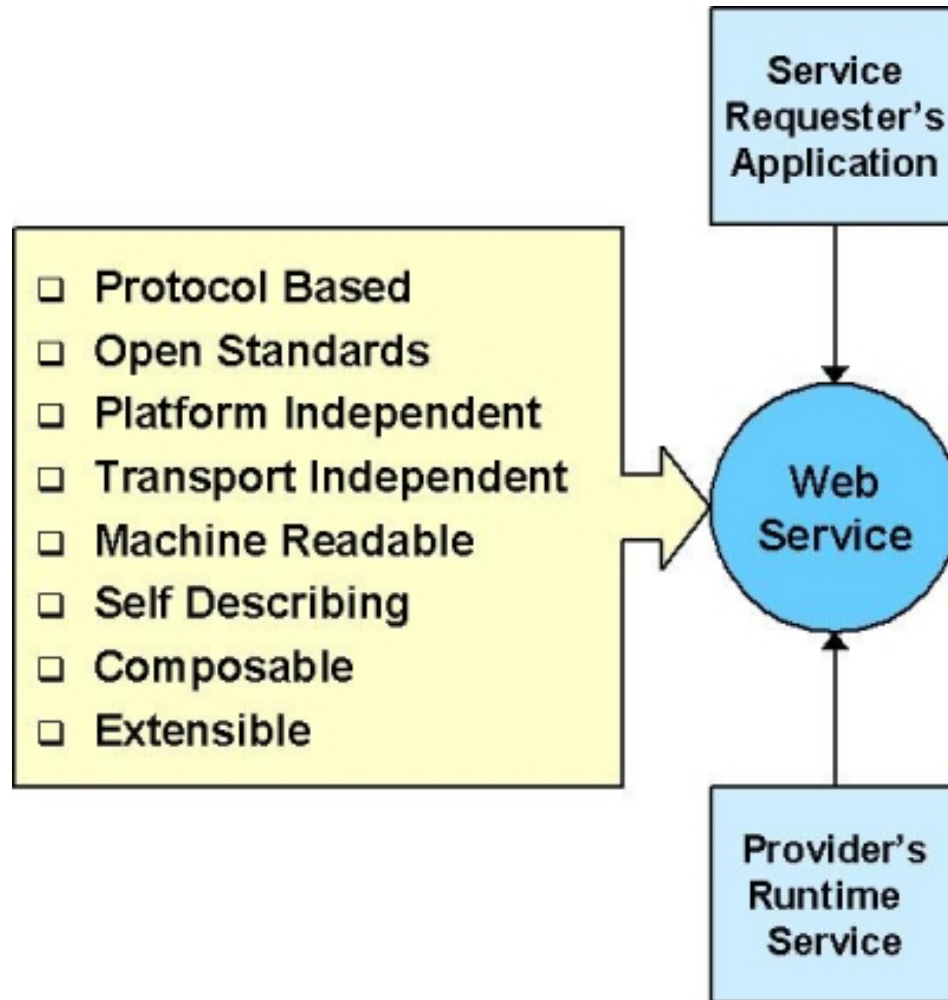 Service
Requester's
Application
❑ Protocol Based
❑ Open Standards
❑ Platform Independent
❑ Transport Independent
❑ Machine Readable
❑ Self Describing
❑ Composable
❑ Extensible
Web
Service
Provider's
Runtime
Service